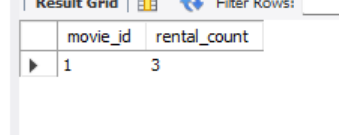 Result Grid Filter Rows:
movie_id rental_count
1 3